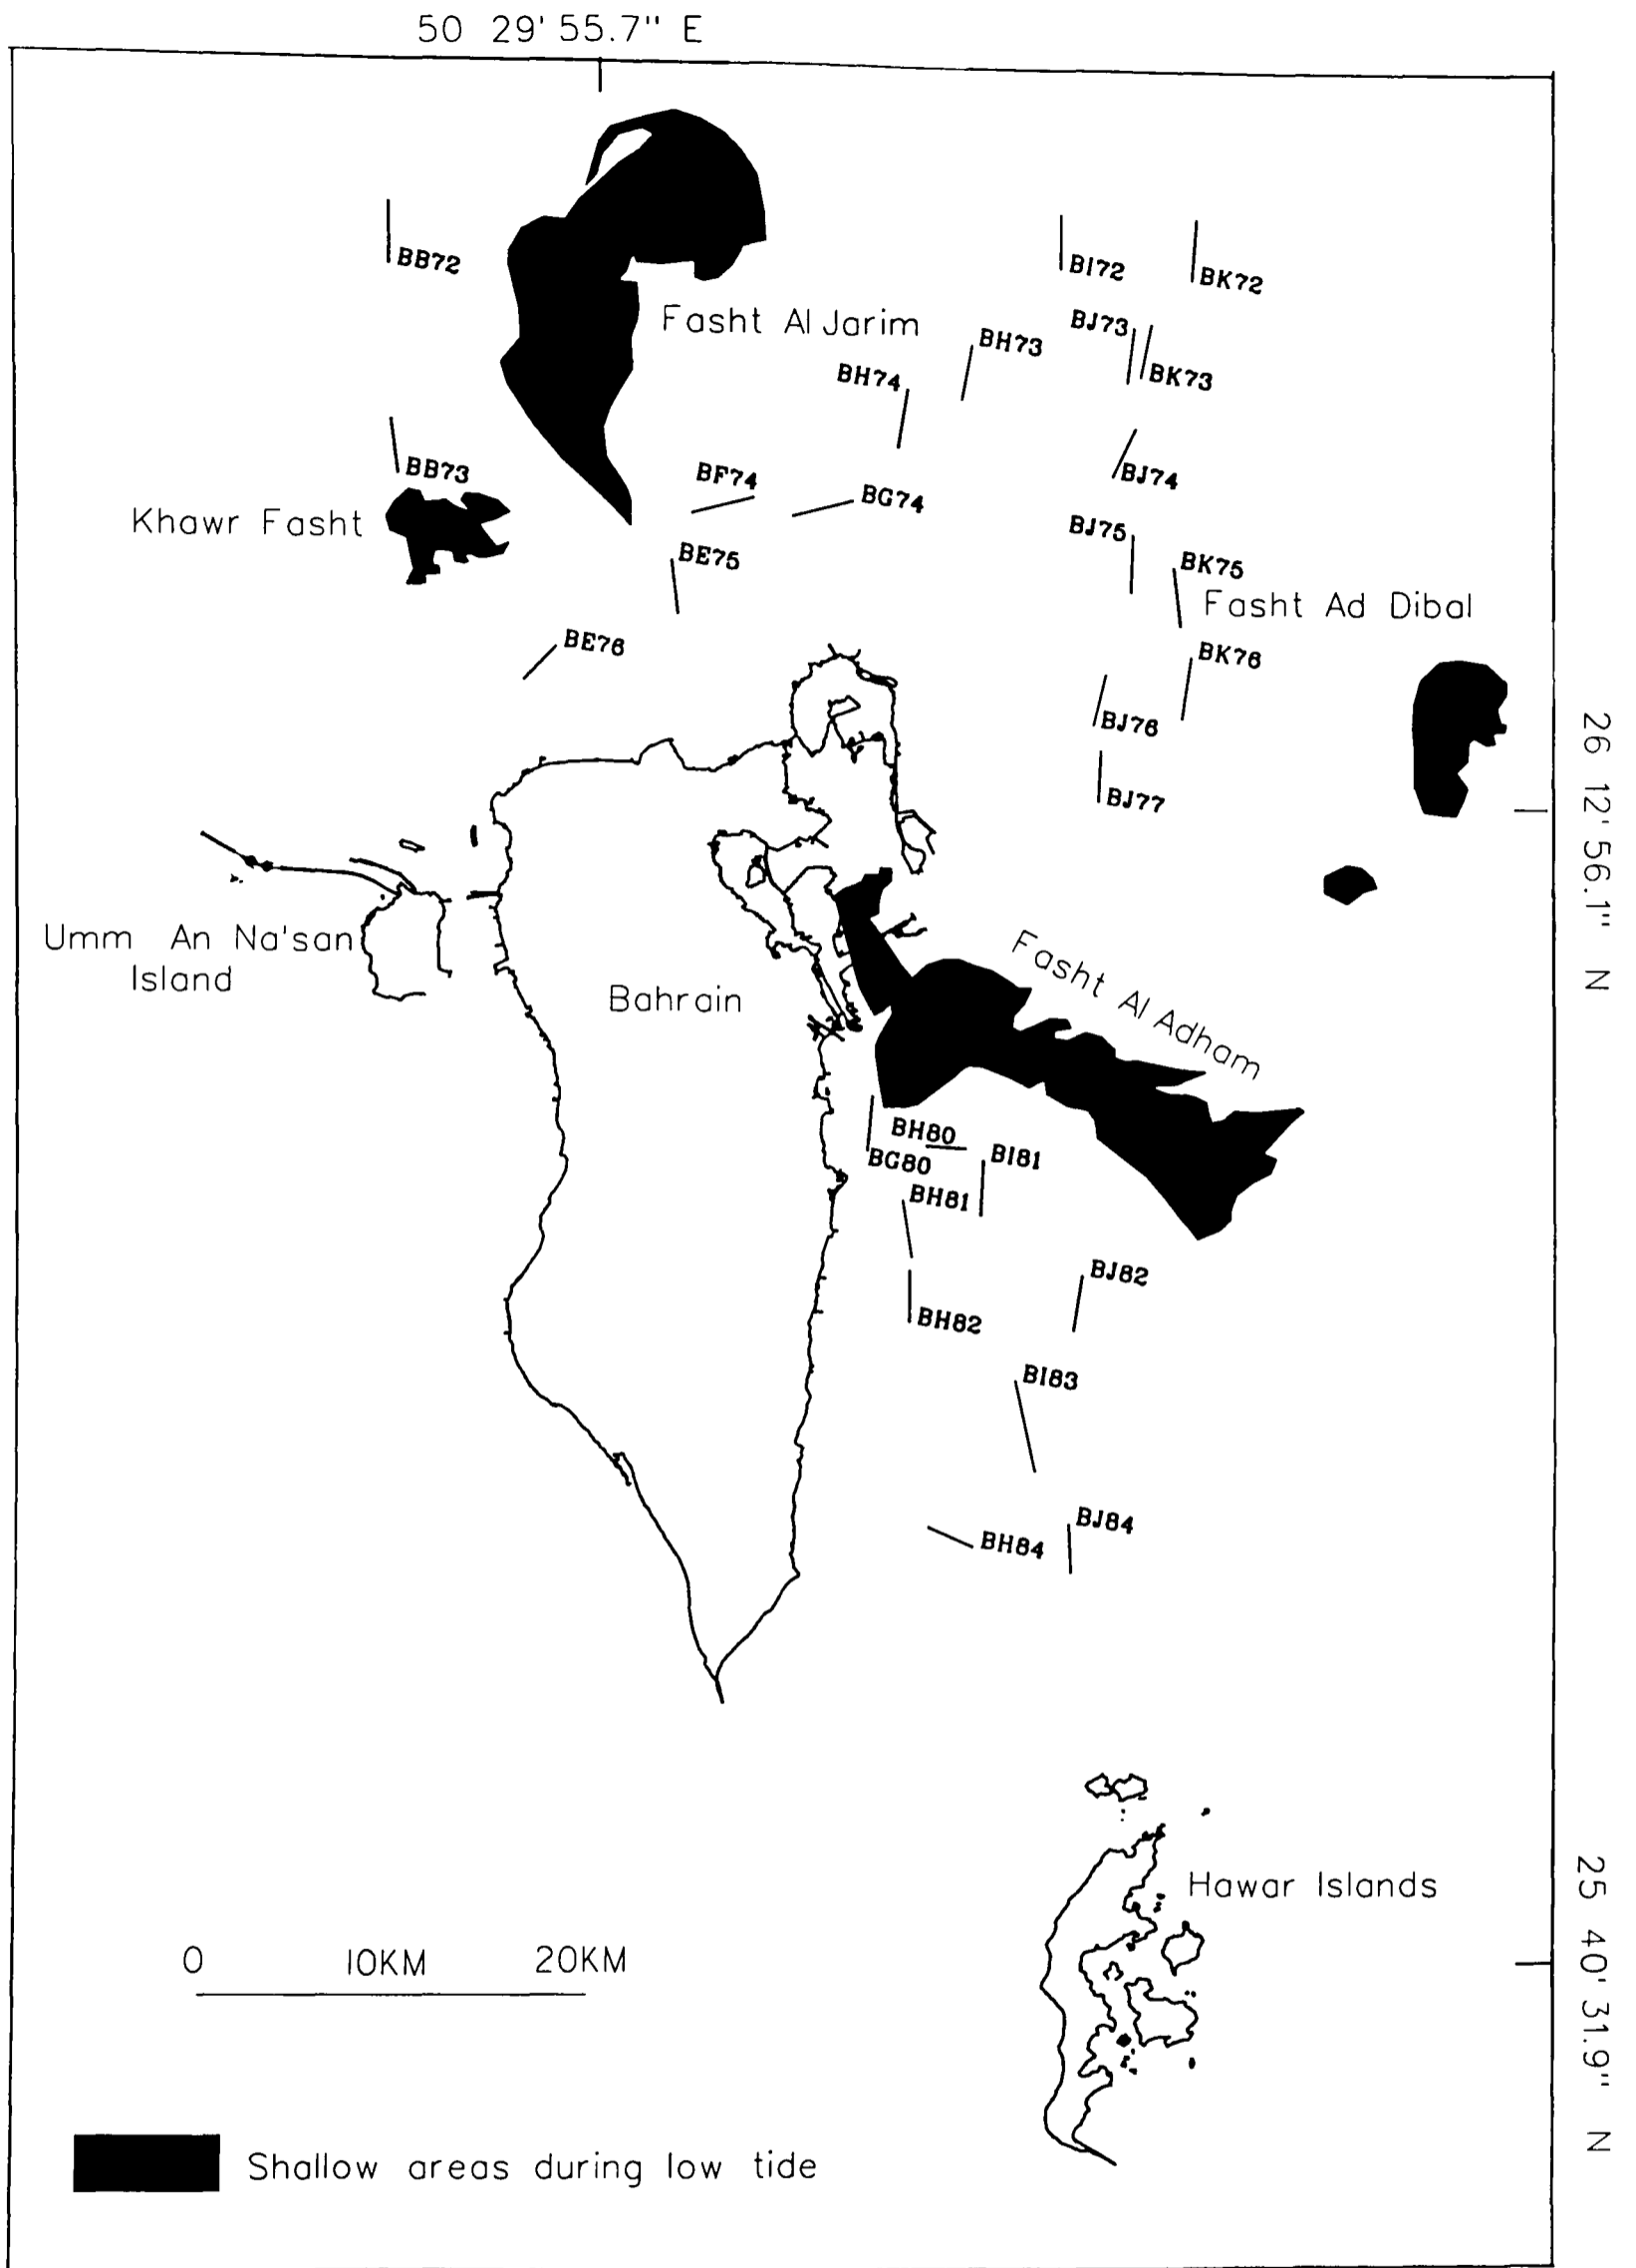 50 29' 55.7" E
BB72
BI72
BK72
Fasht Al Jarim
BJ73
BH73
BH74
BK73
BB73
BF74
BJ74
BG74
Khawr Fasht
BJ75
BE75
BK75
Fasht Ad Dibal
BE76
BK76
BJ76
26 12' 56.1" N
BJ77
Umm An Na'san
Island
Bahrain
Fasht Al Adham
BH80
BG80
BI81
BH81
BJ82
BH82
BI83
BJ84
BH84
Hawar Islands
25 40' 31.9" N
0 10KM 20KM
Shallow areas during low tide